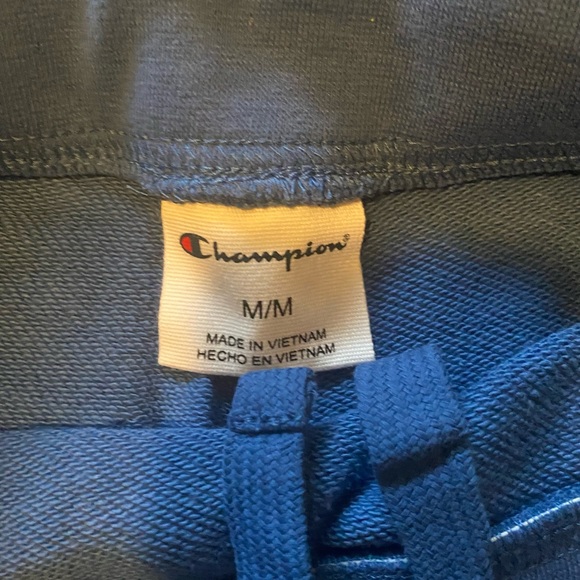 Champion®
M/M
MADE IN VIETNAM
HECHO EN VIETNAM